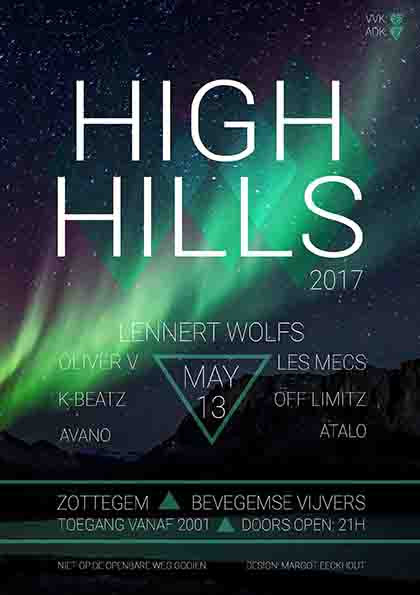 VVK:
ADK:
HIGH
HILLS
2017
LENNERT WOLFS
OLIVER V
LES MECS
MAY
13
K-BEATZ
OFF LIMITZ
AVANO
ATALO
ZOTTEGEM BEVEGEMSE VIJVERS
TOEGANG VANAF 2001 DOORS OPEN: 21H
NIET OP DE OPENBARE WEG GOOIEN. DESIGN: MARGOT EECKHOUT